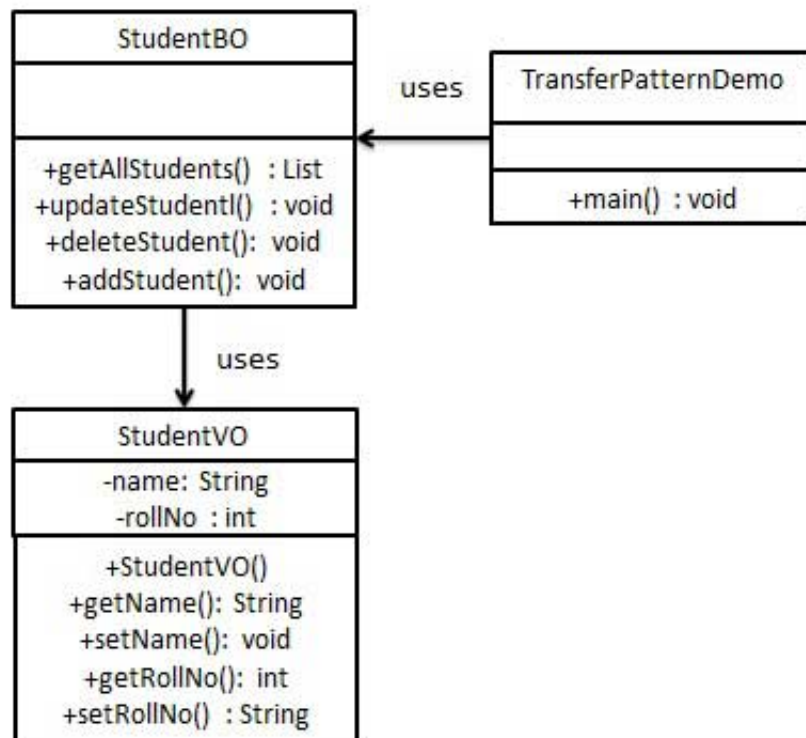 StudentBO
+getAllStudents() : List
+updateStudentl() : void
+deleteStudent(): void
+addStudent(): void
uses
TransferPatternDemo
+main() : void
uses
StudentVO
-name: String
-rollNo : int
+StudentVO()
+getName(): String
+setName(): void
+getRollNo(): int
+setRollNo() : String